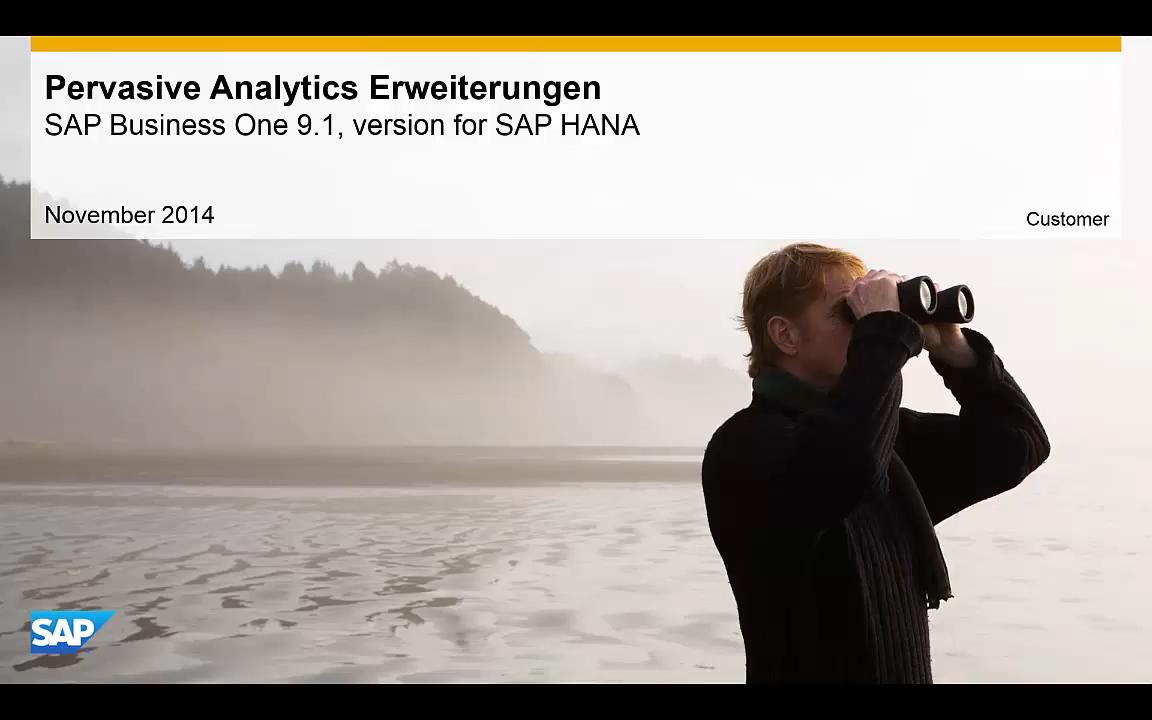 Pervasive Analytics Erweiterungen
SAP Business One 9.1, version for SAP HANA
November 2014
Customer
SAP